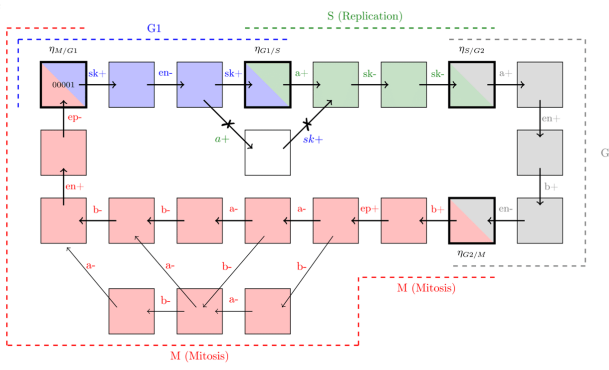 S (Replication)
G1
η_{M/G1}
η_{G1/S}
η_{S/G2}
00001
sk+
en-
sk+
a+
sk-
sk-
a+
ep-
a+
sk+
en+
G
en+
b+
b-
b-
a-
a-
ep+
b+
en-
η_{G2/M}
a-
a-
b-
b-
b-
a-
M (Mitosis)
M (Mitosis)